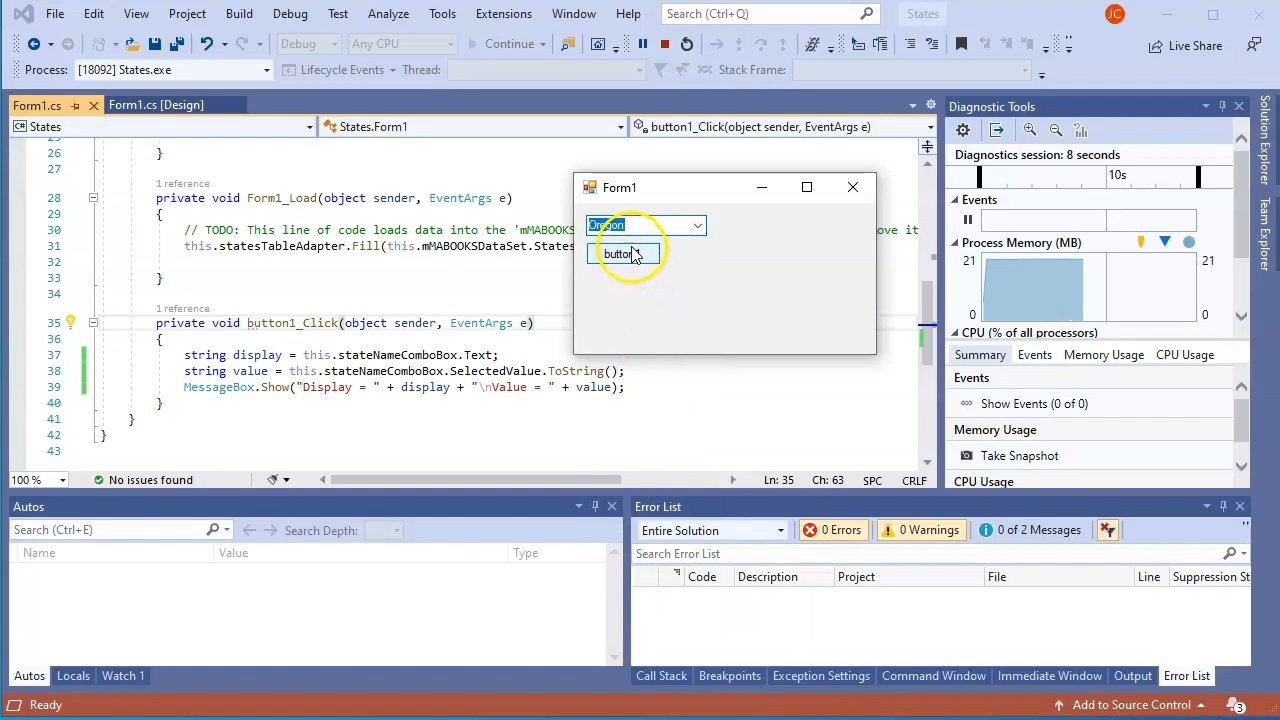 File Edit View Git Project Build Debug Test Analyze Tools Extensions Window Help Search (Ctrl+Q) States JC
Debug Any CPU Continue Live Share
Process: [18092] States.exe Lifecycle Events Thread: Stack Frame:
Form1.cs Form1.cs [Design]
States States.Form1 button1_Click(object sender, EventArgs e)
26 }
27
1 reference
28 private void Form1_Load(object sender, EventArgs e)
29 {
30 // TODO: This line of code loads data into the 'mMABOOKS ove it
31 this.statesTableAdapter.Fill(this.mMABOOKSDataSet.States
33 }
34
1 reference
35 private void button1_Click(object sender, EventArgs e)
36 {
37 string display = this.stateNameComboBox.Text;
38 string value = this.stateNameComboBox.SelectedValue.ToString();
39 MessageBox.Show("Display = " + display + "\nValue = " + value);
40 }
41 }
42 }
43
100 % No issues found Ln: 35 Ch: 63 SPC CRLF
Form1
Oregon
Diagnostic Tools
Diagnostics session: 8 seconds
10s
Events
Process Memory (MB)
21 21
0 0
CPU (% of all processors)
Summary Events Memory Usage CPU Usage
Events
Show Events (0 of 0)
Memory Usage
Take Snapshot
CPU Usage
Solution Explorer
Team Explorer
Autos
Search (Ctrl+E) Search Depth:
Name Value Type
Autos Locals Watch 1
Error List
Entire Solution 0 Errors 0 Warnings 0 of 2 Messages
Search Error List
Code Description Project File Line Suppression St
Call Stack Breakpoints Exception Settings Command Window Immediate Window Output Error List
Ready Add to Source Control 3